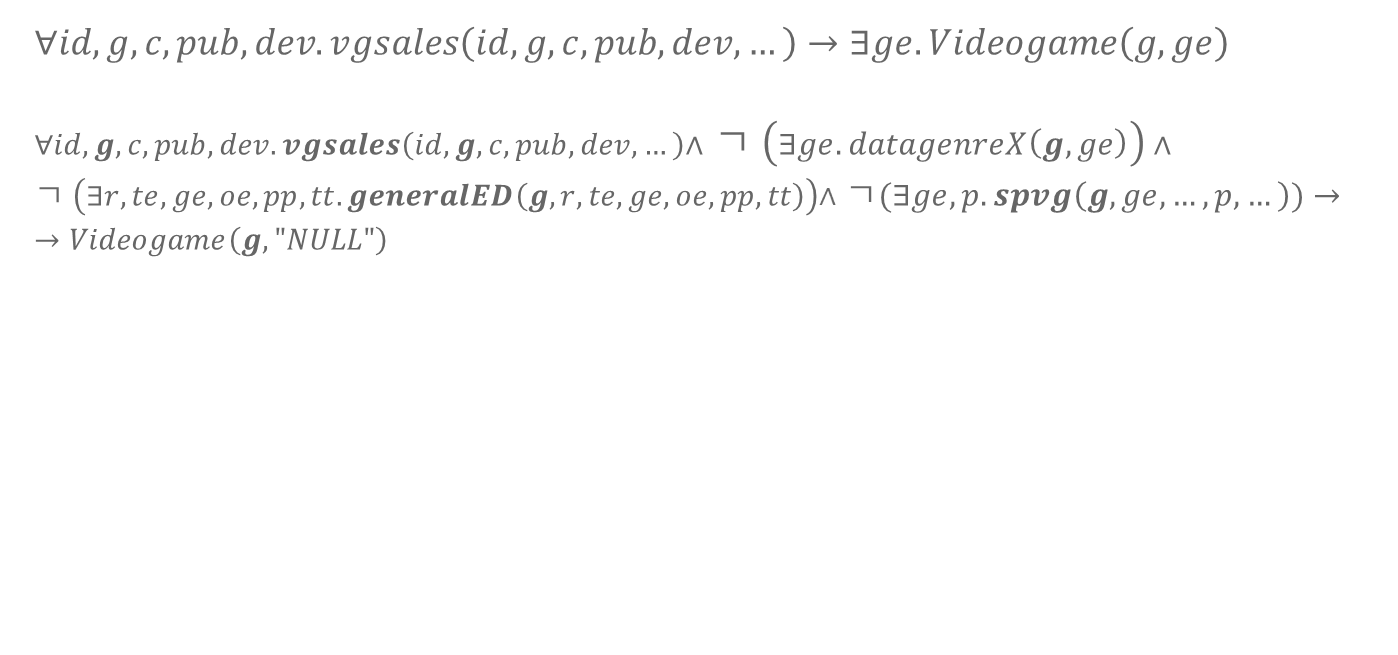 ∀id, g, c, pub, dev. vgsales(id, g, c, pub, dev, … ) → ∃ge. Videogame(g, ge)
∀id, g, c, pub, dev. vgsales(id, g, c, pub, dev, … )∧ ¬ (∃ge. datagenreX(g, ge)) ∧
¬ (∃r, te, ge, oe, pp, tt. generalED(g, r, te, ge, oe, pp, tt))∧ ¬(∃ge, p. spvg(g, ge, … , p, … )) →
→ Videogame(g, "NULL")